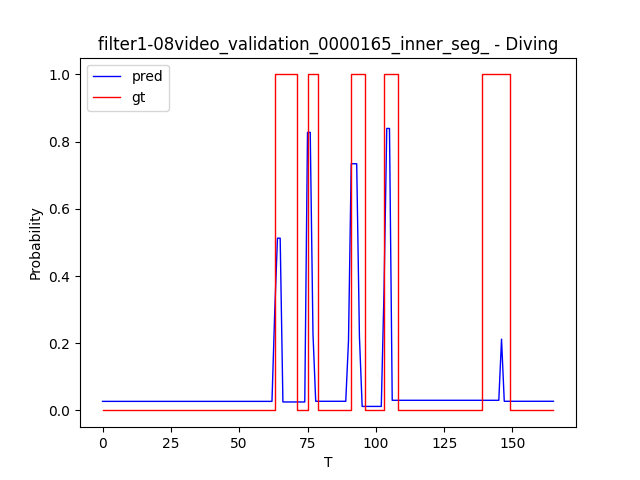 filter1-08video_validation_0000165_inner_seg_ - Diving
pred
gt
1.0
0.8
0.6
0.4
0.2
0.0
Probability
0 25 50 75 100 125 150
T